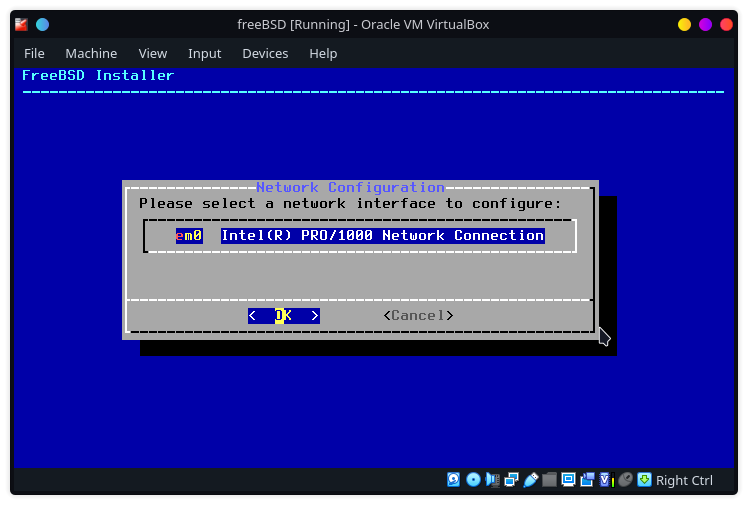 freeBSD [Running] - Oracle VM VirtualBox
File Machine View Input Devices Help
FreeBSD Installer
Network Configuration
Please select a network interface to configure:
em0 Intel(R) PRO/1000 Network Connection
< OK > <Cancel>
Right Ctrl